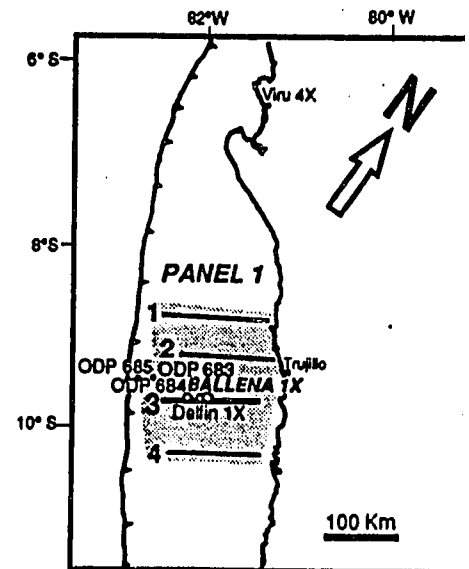 82°W 80°W
6°S
Viru 4X
N
8°S
PANEL 1
1
2
Trujillo
ODP 685 ODP 683
ODP 684 BALLENA 1X
3
Delfin 1X
10°S
4
100 Km